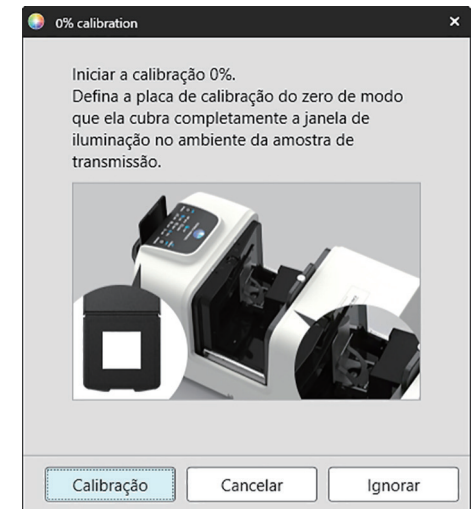 0% calibration
Iniciar a calibração 0%.
Defina a placa de calibração do zero de modo
que ela cubra completamente a janela de
iluminação no ambiente da amostra de
transmissão.
Calibração
Cancelar
Ignorar